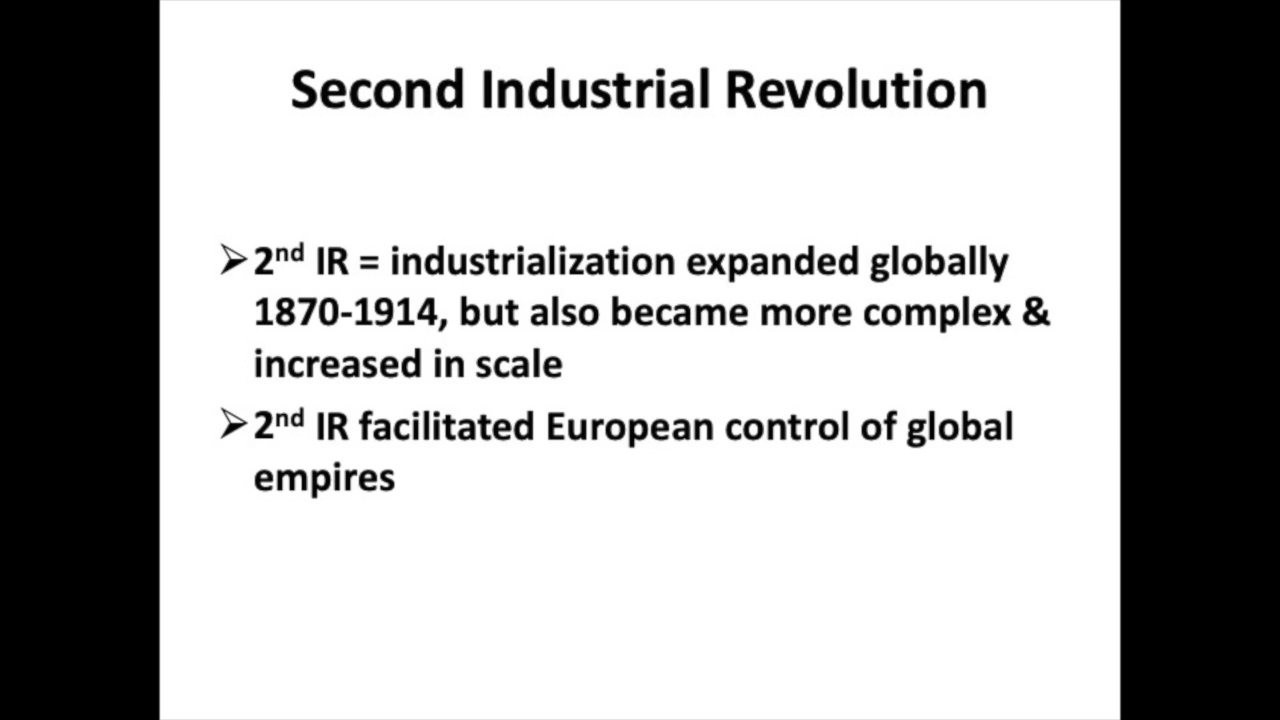 Second Industrial Revolution
➢2nd IR = industrialization expanded globally
1870-1914, but also became more complex &
increased in scale
➢2nd IR facilitated European control of global
empires